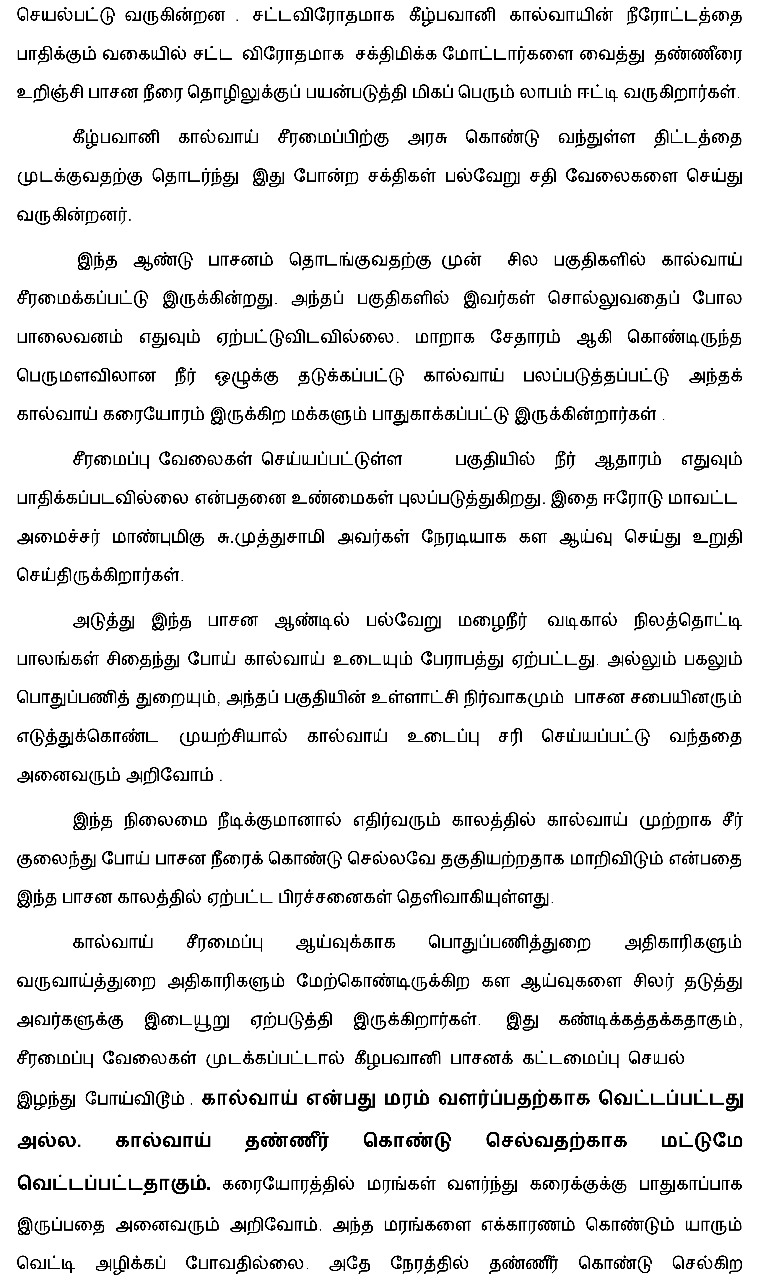 செயல்பட்டு வருகின்றன . சட்டவிரோதமாக கீழ்பவானி கால்வாயின் நீரோட்டத்தை
பாதிக்கும் வகையில் சட்ட விரோதமாக சக்திமிக்க மோட்டார்களை வைத்து தண்ணீரை
உறிஞ்சி பாசன நீரை தொழிலுக்குப் பயன்படுத்தி மிகப் பெரும் லாபம் ஈட்டி வருகிறார்கள்.
கீழ்பவானி கால்வாய் சீரமைப்பிற்கு அரசு கொண்டு வந்துள்ள திட்டத்தை
முடக்குவதற்கு தொடர்ந்து இது போன்ற சக்திகள் பல்வேறு சதி வேலைகளை செய்து
வருகின்றனர்.
இந்த ஆண்டு பாசனம் தொடங்குவதற்கு முன் சில பகுதிகளில் கால்வாய்
சீரமைக்கப்பட்டு இருக்கின்றது. அந்தப் பகுதிகளில் இவர்கள் சொல்லுவதைப் போல
பாலைவனம் எதுவும் ஏற்பட்டுவிடவில்லை. மாறாக சேதாரம் ஆகி கொண்டிருந்த
பெருமளவிலான நீர் ஒழுக்கு தடுக்கப்பட்டு கால்வாய் பலப்படுத்தப்பட்டு அந்தக்
கால்வாய் கரையோரம் இருக்கிற மக்களும் பாதுகாக்கப்பட்டு இருக்கின்றார்கள் .
சீரமைப்பு வேலைகள் செய்யப்பட்டுள்ள பகுதியில் நீர் ஆதாரம் எதுவும்
பாதிக்கப்படவில்லை என்பதனை உண்மைகள் புலப்படுத்துகிறது. இதை ஈரோடு மாவட்ட
அமைச்சர் மாண்புமிகு சு.முத்துசாமி அவர்கள் நேரடியாக கள ஆய்வு செய்து உறுதி
செய்திருக்கிறார்கள்.
அடுத்து இந்த பாசன ஆண்டில் பல்வேறு மழைநீர் வடிகால் நிலத்தொட்டி
பாலங்கள் சிதைந்து போய் கால்வாய் உடையும் பேராபத்து ஏற்பட்டது. அல்லும் பகலும்
பொதுப்பணித் துறையும், அந்தப் பகுதியின் உள்ளாட்சி நிர்வாகமும் பாசன சபையினரும்
எடுத்துக்கொண்ட முயற்சியால் கால்வாய் உடைப்பு சரி செய்யப்பட்டு வந்ததை
அனைவரும் அறிவோம் .
இந்த நிலைமை நீடிக்குமானால் எதிர்வரும் காலத்தில் கால்வாய் முற்றாக சீர்
குலைந்து போய் பாசன நீரைக் கொண்டு செல்லவே தகுதியற்றதாக மாறிவிடும் என்பதை
இந்த பாசன காலத்தில் ஏற்பட்ட பிரச்சனைகள் தெளிவாகியுள்ளது.
கால்வாய் சீரமைப்பு ஆய்வுக்காக பொதுப்பணித்துறை அதிகாரிகளும்
வருவாய்த்துறை அதிகாரிகளும் மேற்கொண்டிருக்கிற கள ஆய்வுகளை சிலர் தடுத்து
அவர்களுக்கு இடையூறு ஏற்படுத்தி இருக்கிறார்கள். இது கண்டிக்கத்தக்கதாகும்,
சீரமைப்பு வேலைகள் முடக்கப்பட்டால் கீழபவானி பாசனக் கட்டமைப்பு செயல்
இழந்து போய்விடூம் . கால்வாய் என்பது மரம் வளர்ப்பதற்காக வெட்டப்பட்டது
அல்ல. கால்வாய் தண்ணீர் கொண்டு செல்வதற்காக மட்டுமே
வெட்டப்பட்டதாகும். கரையோரத்தில் மரங்கள் வளர்ந்து கரைக்குக்கு பாதுகாப்பாக
இருப்பதை அனைவரும் அறிவோம். அந்த மரங்களை எக்காரணம் கொண்டும் யாரும்
வெட்டி அழிக்கப் போவதில்லை. அதே நேரத்தில் தண்ணீர் கொண்டு செல்கிற